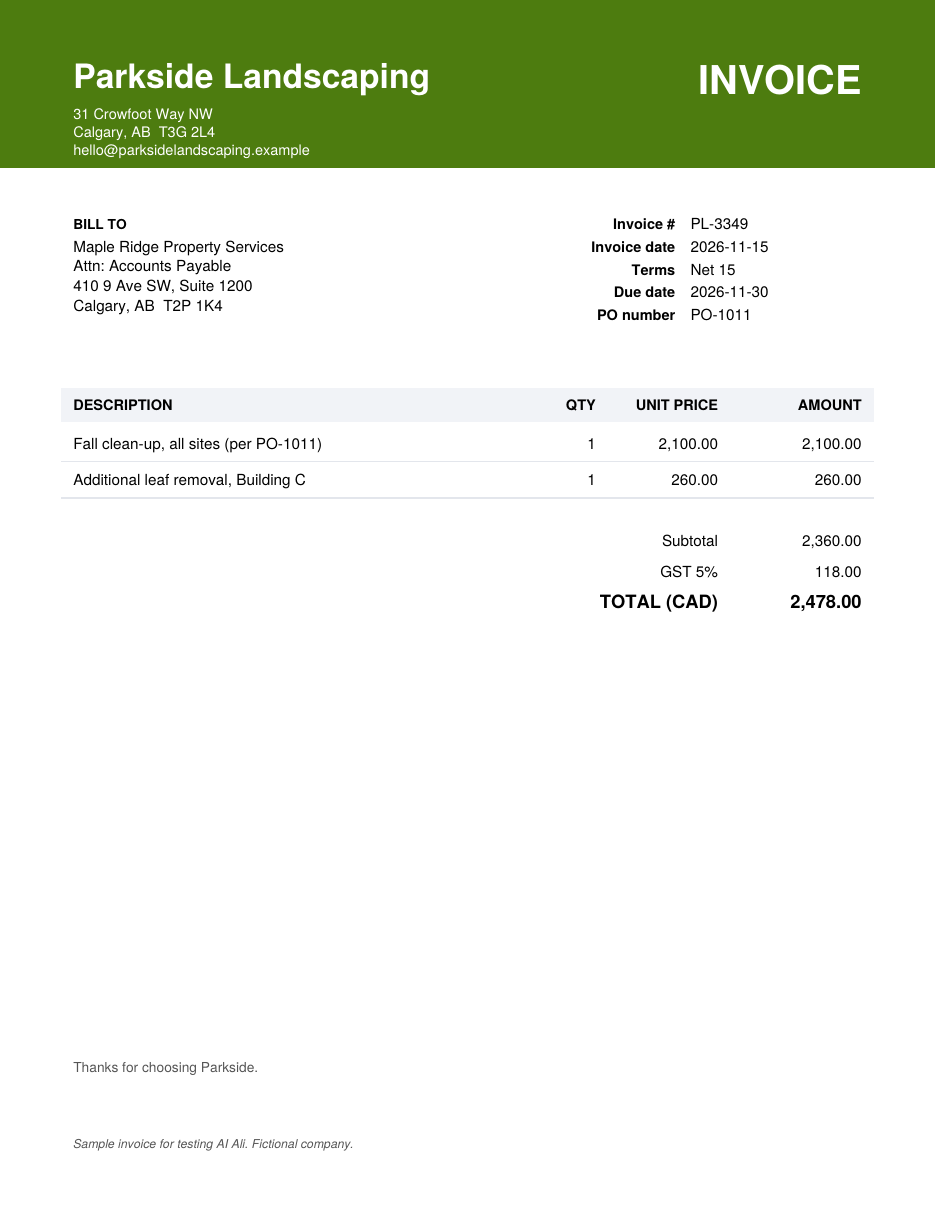 Parkside Landscaping
INVOICE
31 Crowfoot Way NW
Calgary, AB  T3G 2L4
hello@parksidelandscaping.example
BILL TO
Maple Ridge Property Services
Attn: Accounts Payable
410 9 Ave SW, Suite 1200
Calgary, AB  T2P 1K4
Invoice # PL-3349
Invoice date 2026-11-15
Terms Net 15
Due date 2026-11-30
PO number PO-1011
DESCRIPTION QTY UNIT PRICE AMOUNT
Fall clean-up, all sites (per PO-1011) 1 2,100.00 2,100.00
Additional leaf removal, Building C 1 260.00 260.00
Subtotal 2,360.00
GST 5% 118.00
TOTAL (CAD) 2,478.00
Thanks for choosing Parkside.
Sample invoice for testing AI Ali. Fictional company.